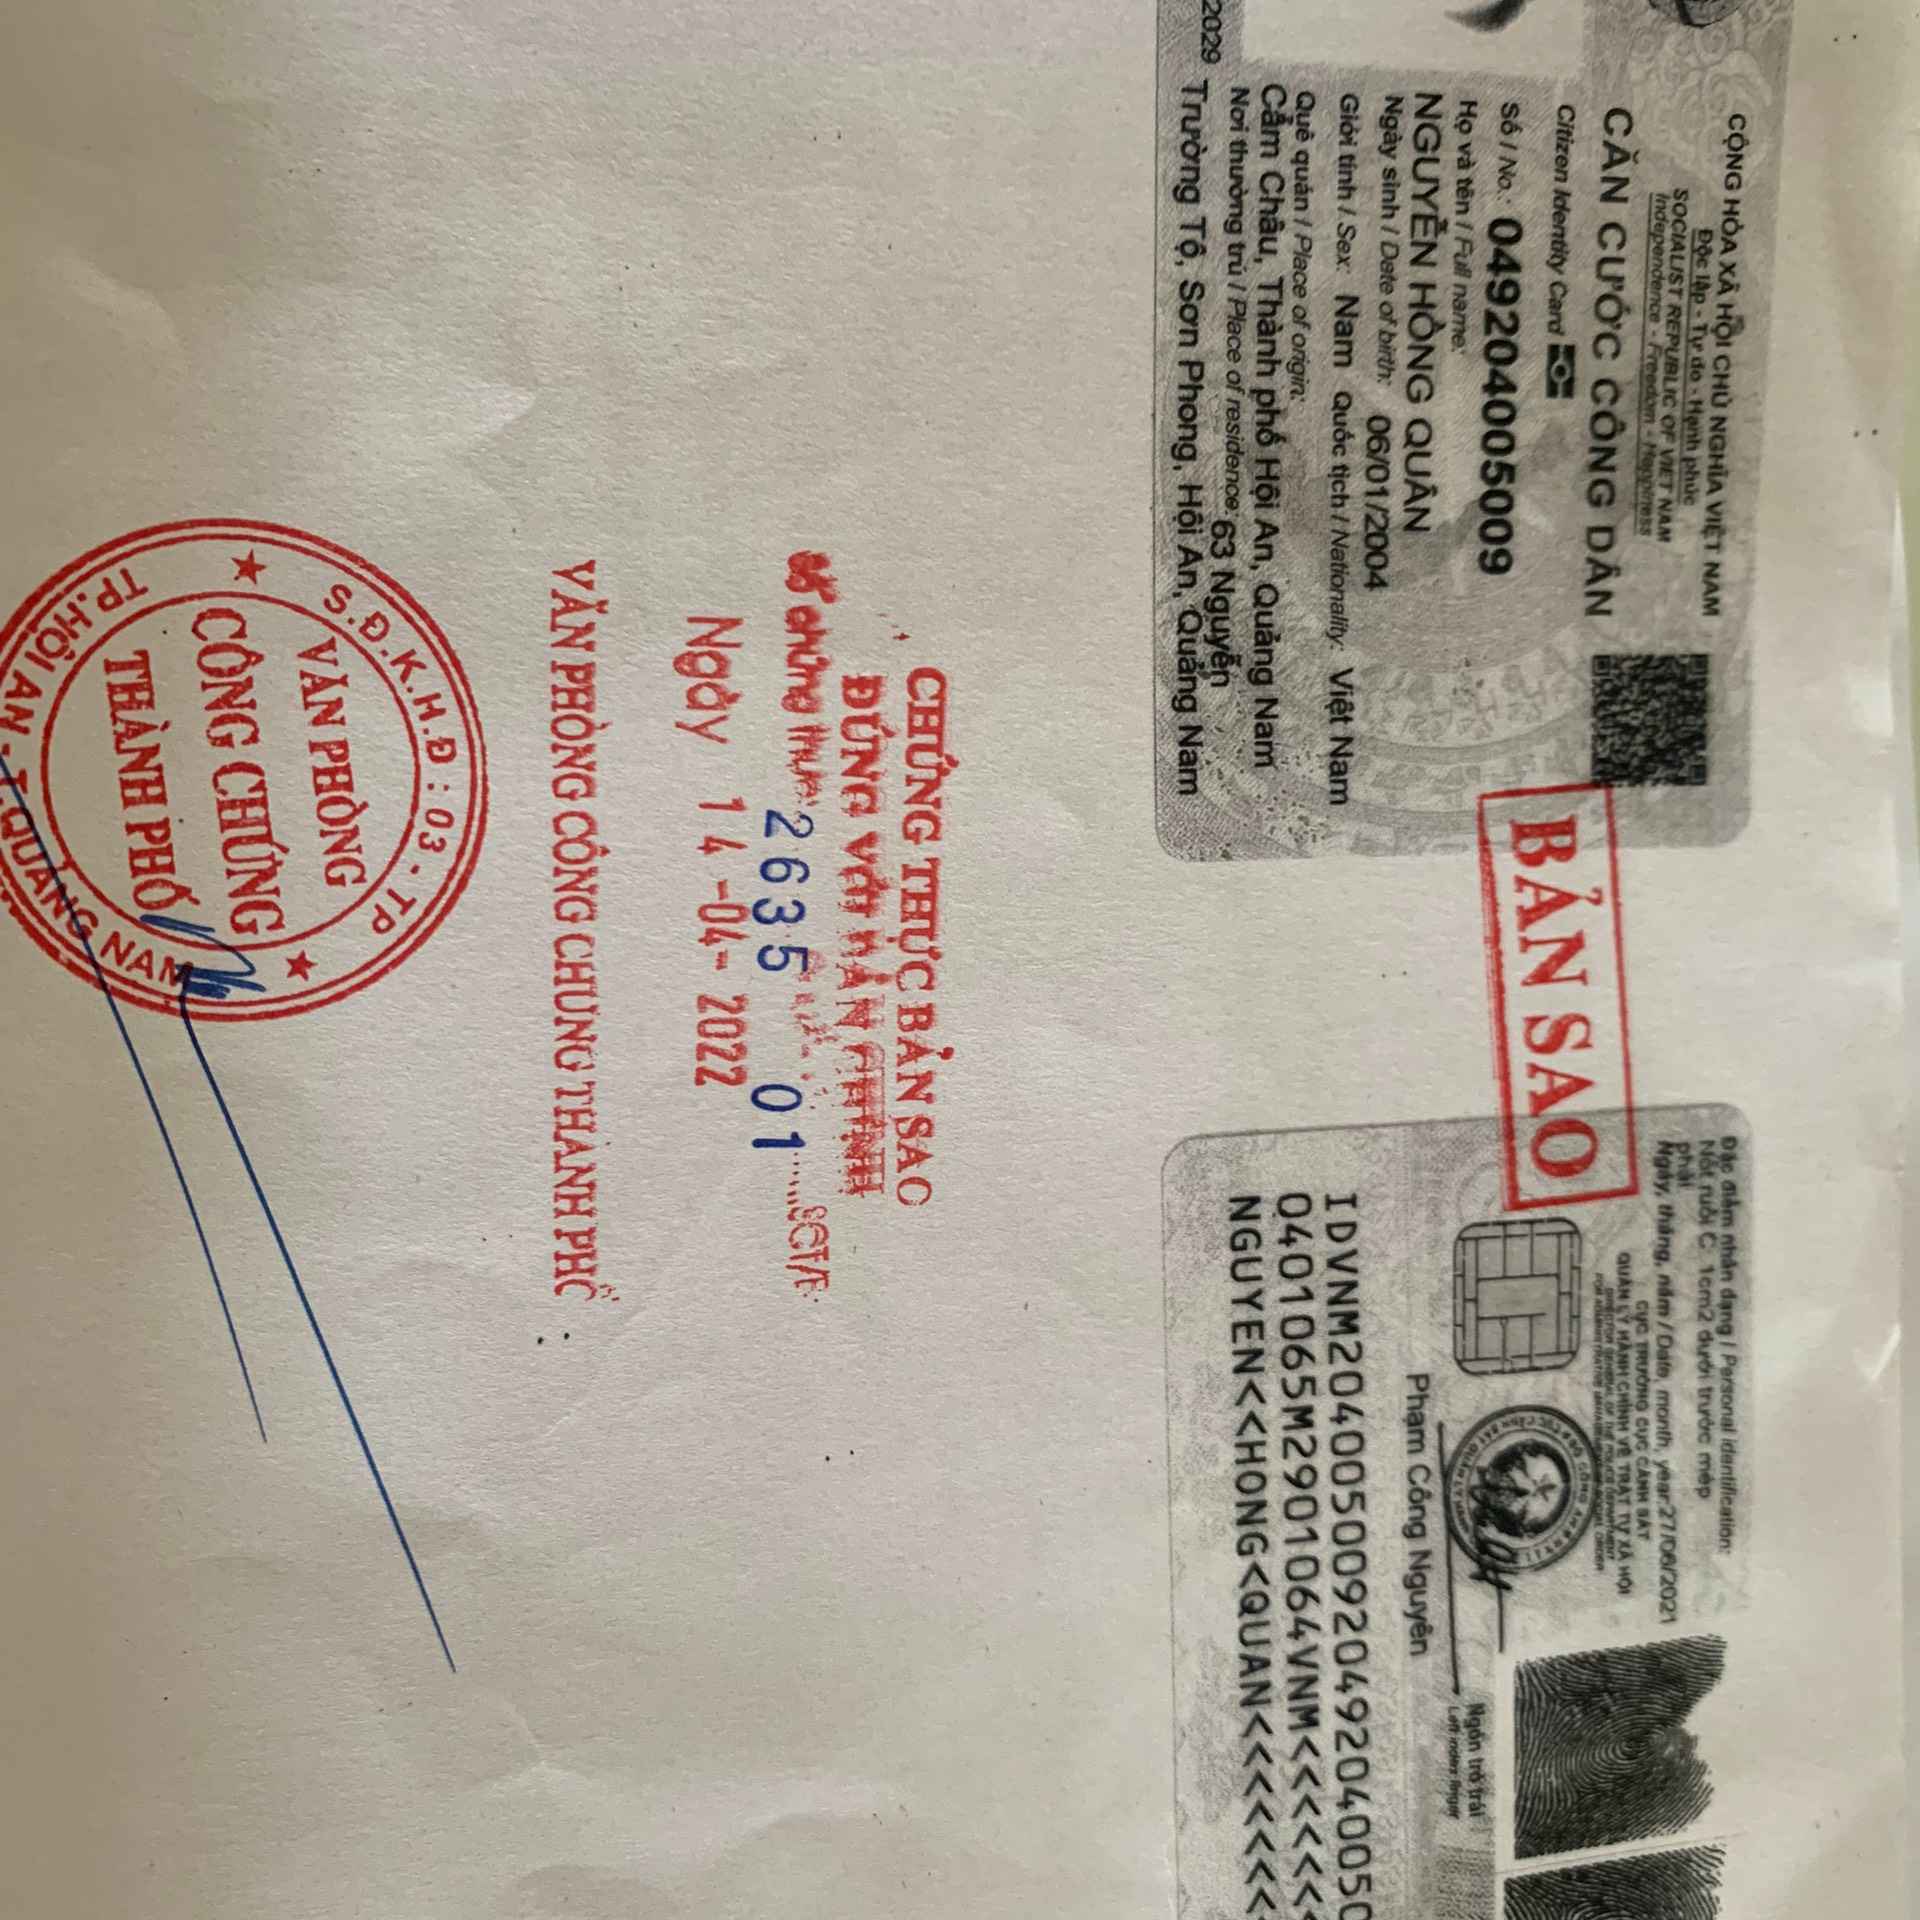 CỘNG HÒA XÃ HỘI CHỦ NGHĨA VIỆT NAM
Độc lập - Tự do - Hạnh phúc
SOCIALIST REPUBLIC OF VIET NAM
Independence - Freedom - Happiness
CĂN CƯỚC CÔNG DÂN
Citizen Identity Card
Số / No.: 049204005009
Họ và tên / Full name:
NGUYỄN HỒNG QUÂN
Ngày sinh / Date of birth: 06/01/2004
Giới tính / Sex: Nam Quốc tịch / Nationality: Việt Nam
Quê quán / Place of origin:
Cẩm Châu, Thành phố Hội An, Quảng Nam
Nơi thường trú / Place of residence: 63 Nguyễn
2029 Trường Tộ, Sơn Phong, Hội An, Quảng Nam
BẢN SAO
Đặc điểm nhân dạng / Personal identification:
Nốt ruồi C. 1cm2 dưới trước mép
phải
Ngày, tháng, năm / Date, month, year: 27/06/2021
CỤC TRƯỞNG CỤC CẢNH SÁT
QUẢN LÝ HÀNH CHÍNH VỀ TRẬT TỰ XÃ HỘI
Phạm Công Nguyên
Ngón trỏ trái
Left index finger
IDVNM20400500920492040050
0401065M2901064VNM<<<<<<<
NGUYEN<<HONG<QUAN<<<<<<<<
CHỨNG THỰC BẢN SAO
ĐÚNG VỚI BẢN CHÍNH
Số chứng thực 2635 01 SCT/
Ngày 14 -04- 2022
VĂN PHÒNG CÔNG CHỨNG THÀNH PHỐ
S.Đ.K.H.Đ : 03 - TP
VĂN PHÒNG
CÔNG CHỨNG
THÀNH PHỐ
TP.HỘI AN - T.QUẢNG NAM